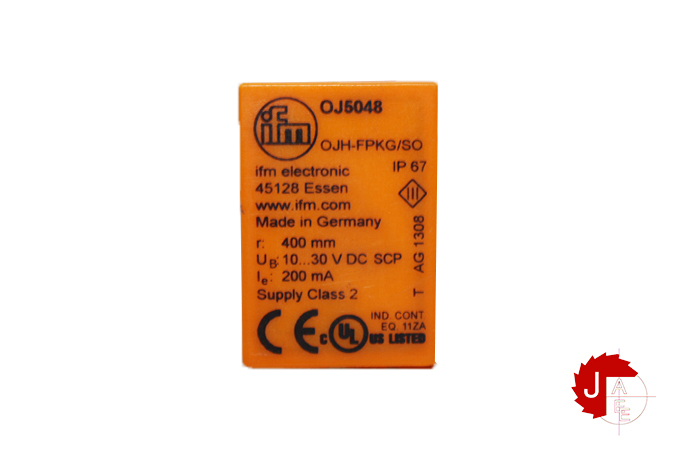 OJ5048
ifm
OJH-FPKG/SO
ifm electronic IP 67
45128 Essen
www.ifm.com
Made in Germany
r: 400 mm
UB: 10...30 V DC SCP
Ie: 200 mA
Supply Class 2
T AG 1308
CE c UL US LISTED
IND. CONT.
EQ. 11ZA
J
A
F
E